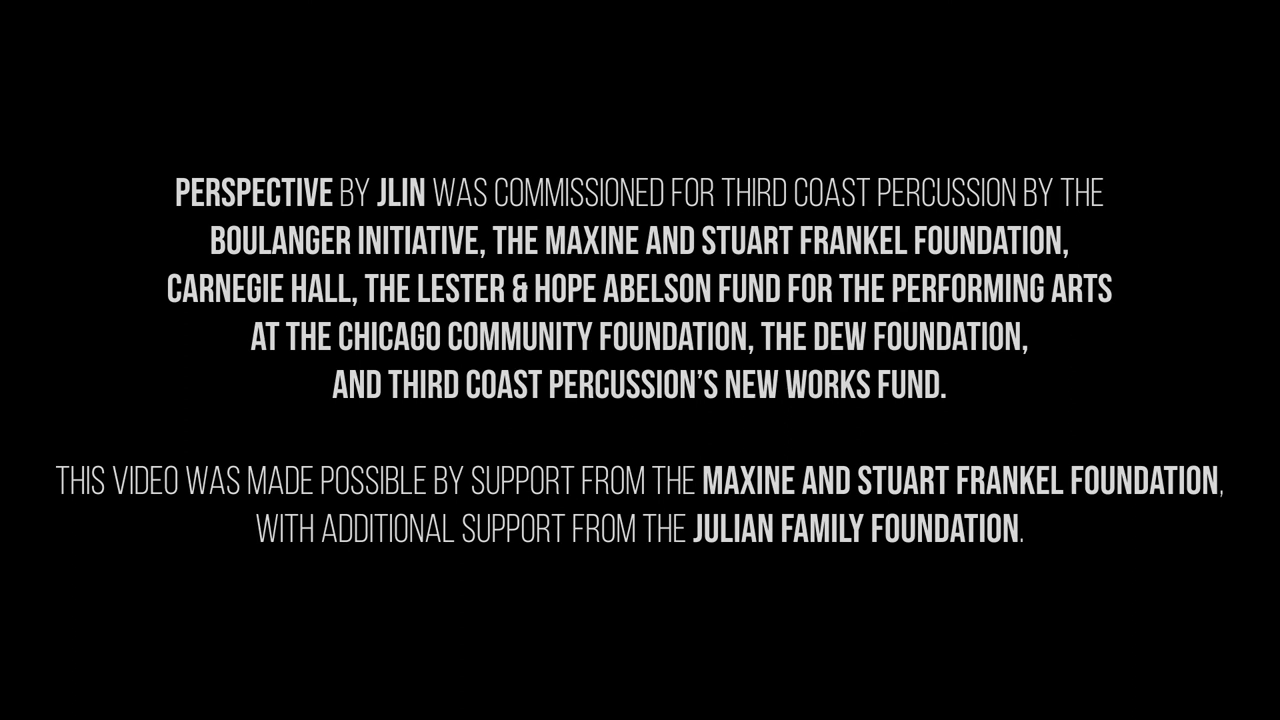 PERSPECTIVE BY JLIN WAS COMMISSIONED FOR THIRD COAST PERCUSSION BY THE
BOULANGER INITIATIVE, THE MAXINE AND STUART FRANKEL FOUNDATION,
CARNEGIE HALL, THE LESTER & HOPE ABELSON FUND FOR THE PERFORMING ARTS
AT THE CHICAGO COMMUNITY FOUNDATION, THE DEW FOUNDATION,
AND THIRD COAST PERCUSSION’S NEW WORKS FUND.
THIS VIDEO WAS MADE POSSIBLE BY SUPPORT FROM THE MAXINE AND STUART FRANKEL FOUNDATION,
WITH ADDITIONAL SUPPORT FROM THE JULIAN FAMILY FOUNDATION.